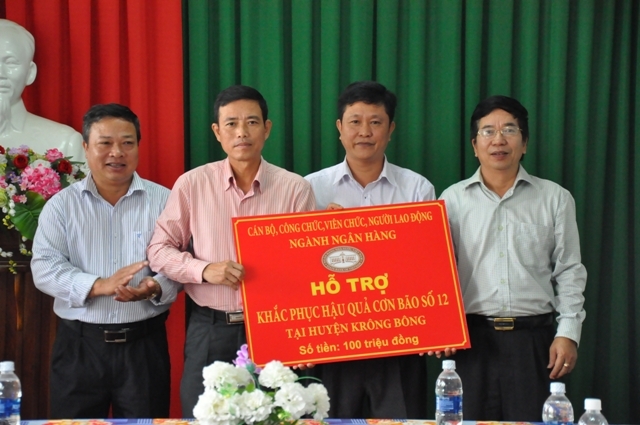 CÁN BỘ, CÔNG CHỨC, VIÊN CHỨC, NGƯỜI LAO ĐỘNG
NGÀNH NGÂN HÀNG
HỖ TRỢ
KHẮC PHỤC HẬU QUẢ CƠN BÃO SỐ 12
TẠI HUYỆN KRÔNG BÔNG
Số tiền: 100 triệu đồng